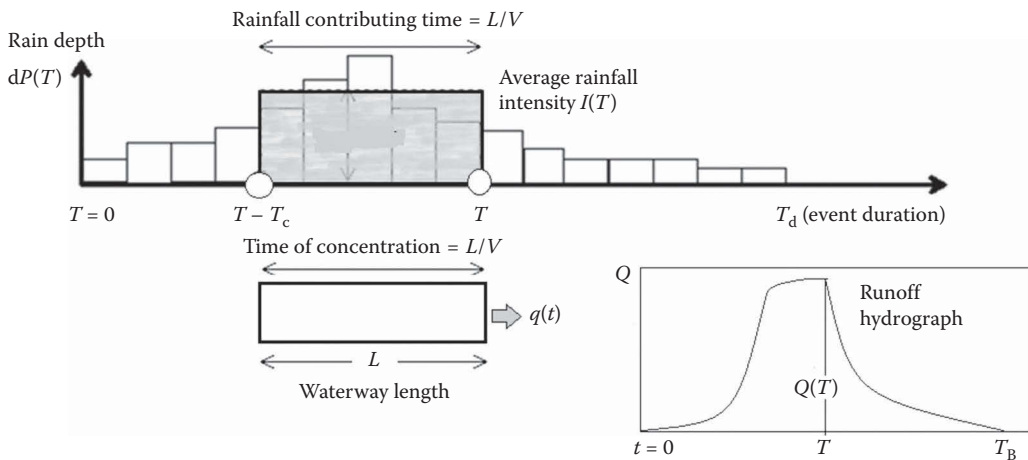 Rainfall contributing time = L/V
Rain depth
dP(T)
Average rainfall
intensity I(T)
T = 0
T – Tc
T
Td (event duration)
Time of concentration = L/V
q(t)
L
Waterway length
Q
Runoff
hydrograph
Q(T)
t = 0
T
TB